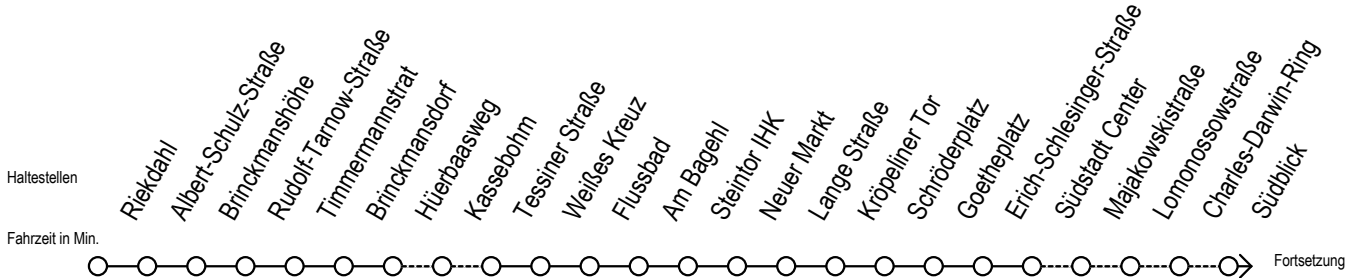 Haltestellen
Riekdahl
Albert-Schulz-Straße
Brinckmanshöhe
Rudolf-Tarnow-Straße
Timmermannstrat
Brinckmansdorf
Hüerbaasweg
Kassebohm
Tessiner Straße
Weißes Kreuz
Flussbad
Am Bagehl
Steintor IHK
Neuer Markt
Lange Straße
Kröpeliner Tor
Schröderplatz
Goetheplatz
Erich-Schlesinger-Straße
Südstadt Center
Majakowskistraße
Lomonossowstraße
Charles-Darwin-Ring
Südblick
Fahrzeit in Min.
Fortsetzung